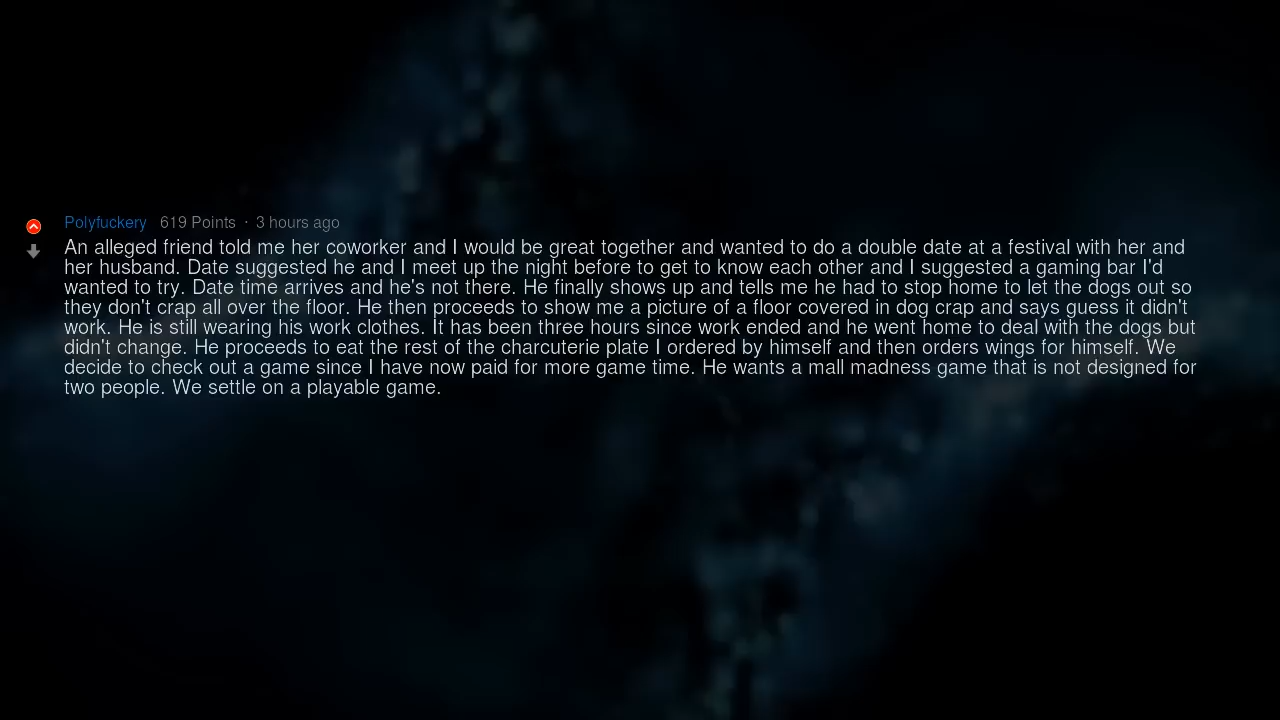 Polyfuckery 619 Points · 3 hours ago
An alleged friend told me her coworker and I would be great together and wanted to do a double date at a festival with her and
her husband. Date suggested he and I meet up the night before to get to know each other and I suggested a gaming bar I'd
wanted to try. Date time arrives and he's not there. He finally shows up and tells me he had to stop home to let the dogs out so
they don't crap all over the floor. He then proceeds to show me a picture of a floor covered in dog crap and says guess it didn't
work. He is still wearing his work clothes. It has been three hours since work ended and he went home to deal with the dogs but
didn't change. He proceeds to eat the rest of the charcuterie plate I ordered by himself and then orders wings for himself. We
decide to check out a game since I have now paid for more game time. He wants a mall madness game that is not designed for
two people. We settle on a playable game.